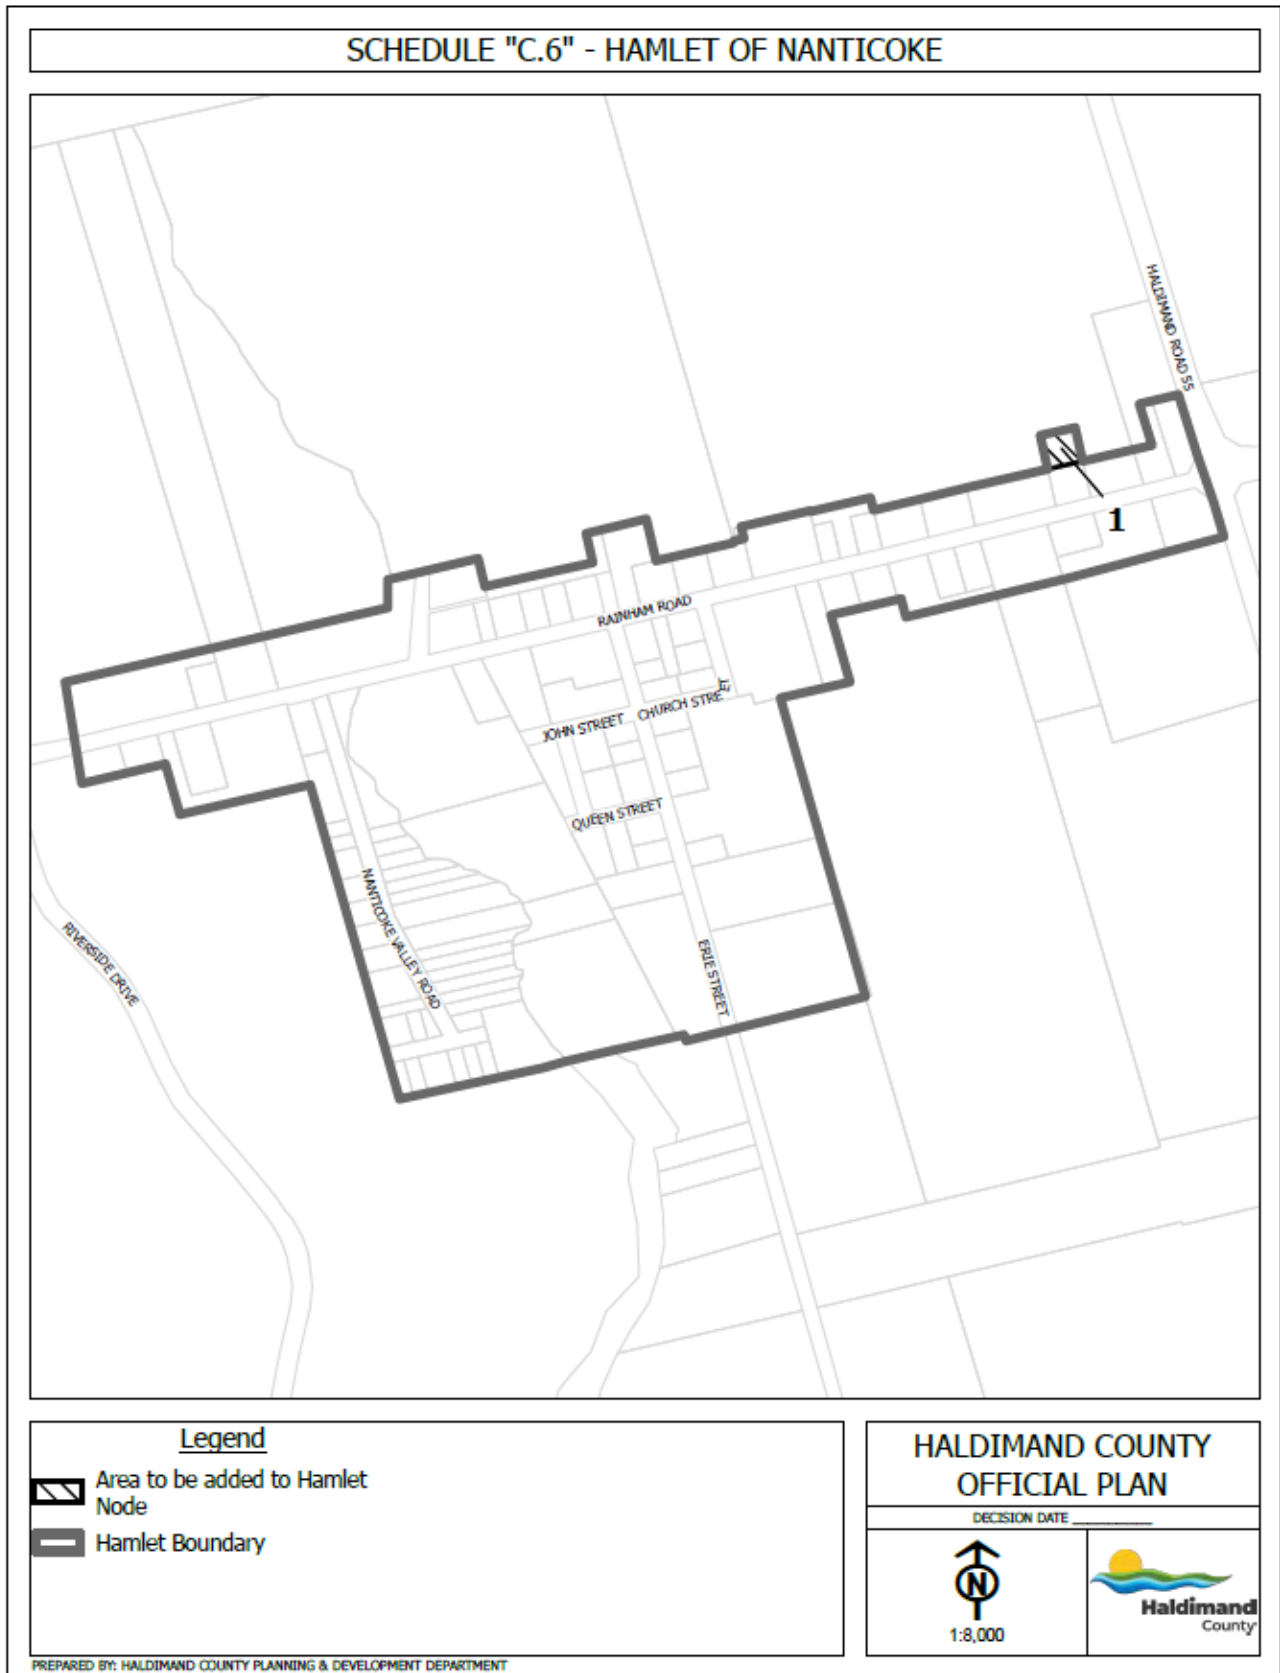 SCHEDULE "C.6" - HAMLET OF NANTICOKE
HALDIMAND ROAD 55
1
RAINHAM ROAD
JOHN STREET
CHURCH STREET
QUEEN STREET
NANTICOKE VALLEY ROAD
RIVERSIDE DRIVE
ERIE STREET
Legend
Area to be added to Hamlet
Node
Hamlet Boundary
HALDIMAND COUNTY
OFFICIAL PLAN
DECISION DATE ___________
N
1:8,000
Haldimand
County
PREPARED BY: HALDIMAND COUNTY PLANNING & DEVELOPMENT DEPARTMENT